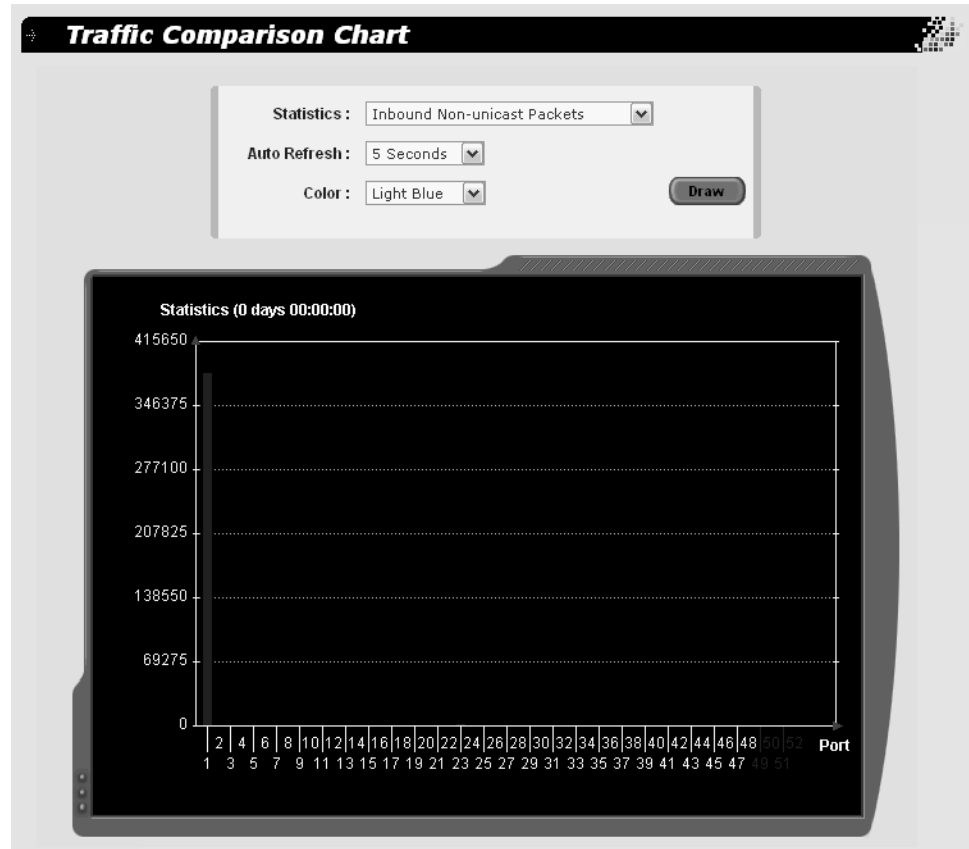 Traffic Comparison Chart
Statistics : Inbound Non-unicast Packets
Auto Refresh : 5 Seconds
Color : Light Blue Draw
Statistics (0 days 00:00:00)
415650
346375
277100
207825
138550
69275
0
2 4 6 8 10 12 14 16 18 20 22 24 26 28 30 32 34 36 38 40 42 44 46 48 50 52 Port
1 3 5 7 9 11 13 15 17 19 21 23 25 27 29 31 33 35 37 39 41 43 45 47 49 51